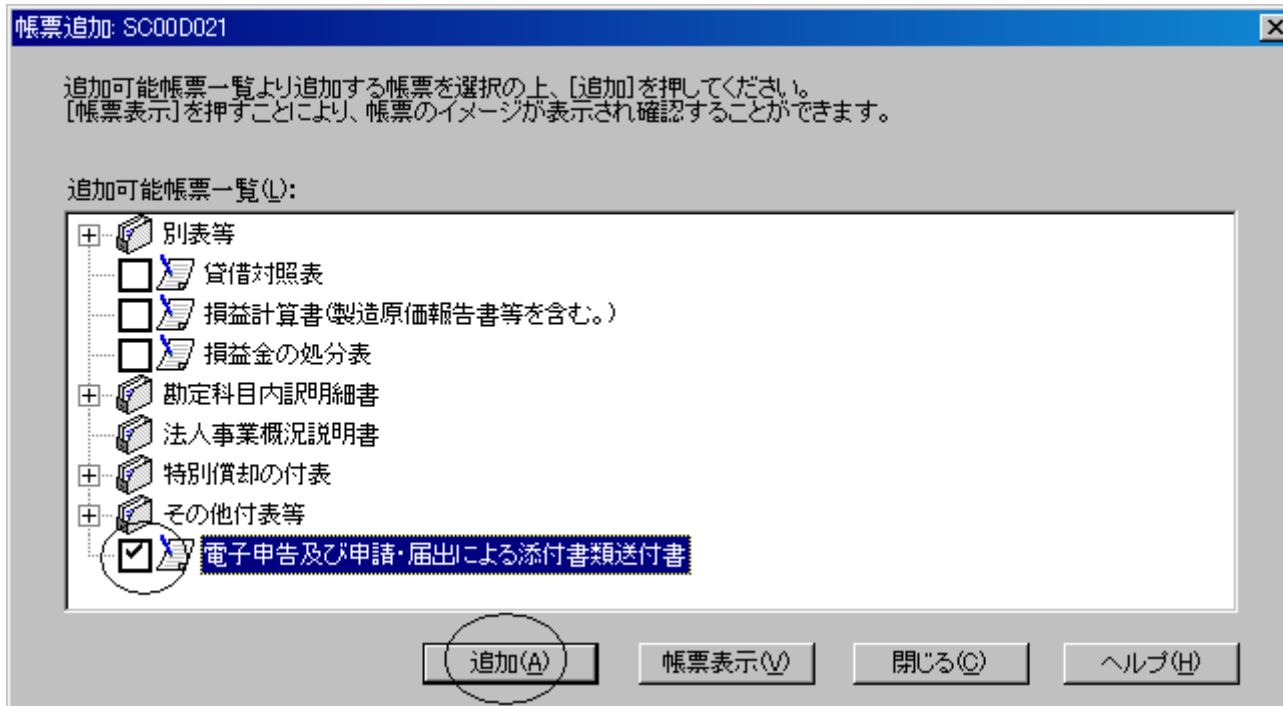 帳票追加: SC00D021
追加可能帳票一覧より追加する帳票を選択の上、[追加]を押してください。
[帳票表示]を押すことにより、帳票のイメージが表示され確認することができます。
追加可能帳票一覧(L):
別表等
貸借対照表
損益計算書(製造原価報告書等を含む。)
損益金の処分表
勘定科目内訳明細書
法人事業概況説明書
特別償却の付表
その他付表等
電子申告及び申請・届出による添付書類送付書
追加(A) 帳票表示(V) 閉じる(C) ヘルプ(H)